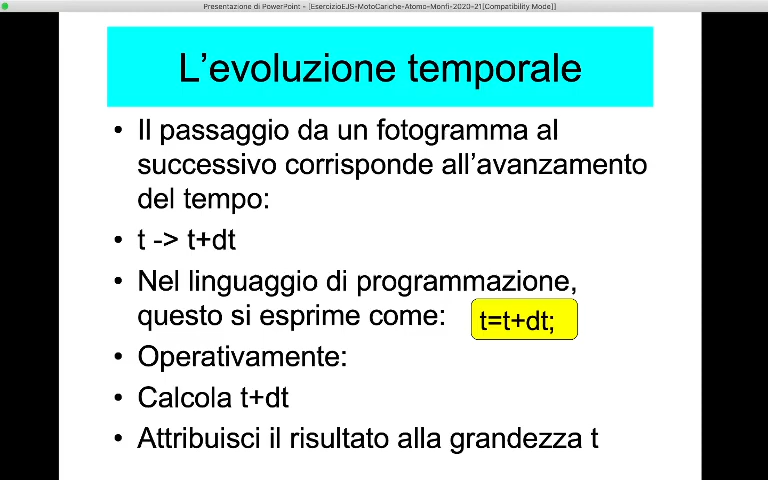 Presentazione di PowerPoint - [EsercizioEJS-MotoCariche-Atomo-Monfi-2020-21[Compatibility Mode]]
L’evoluzione temporale
• Il passaggio da un fotogramma al
successivo corrisponde all’avanzamento
del tempo:
• t -> t+dt
• Nel linguaggio di programmazione,
questo si esprime come: t=t+dt;
• Operativamente:
• Calcola t+dt
• Attribuisci il risultato alla grandezza t